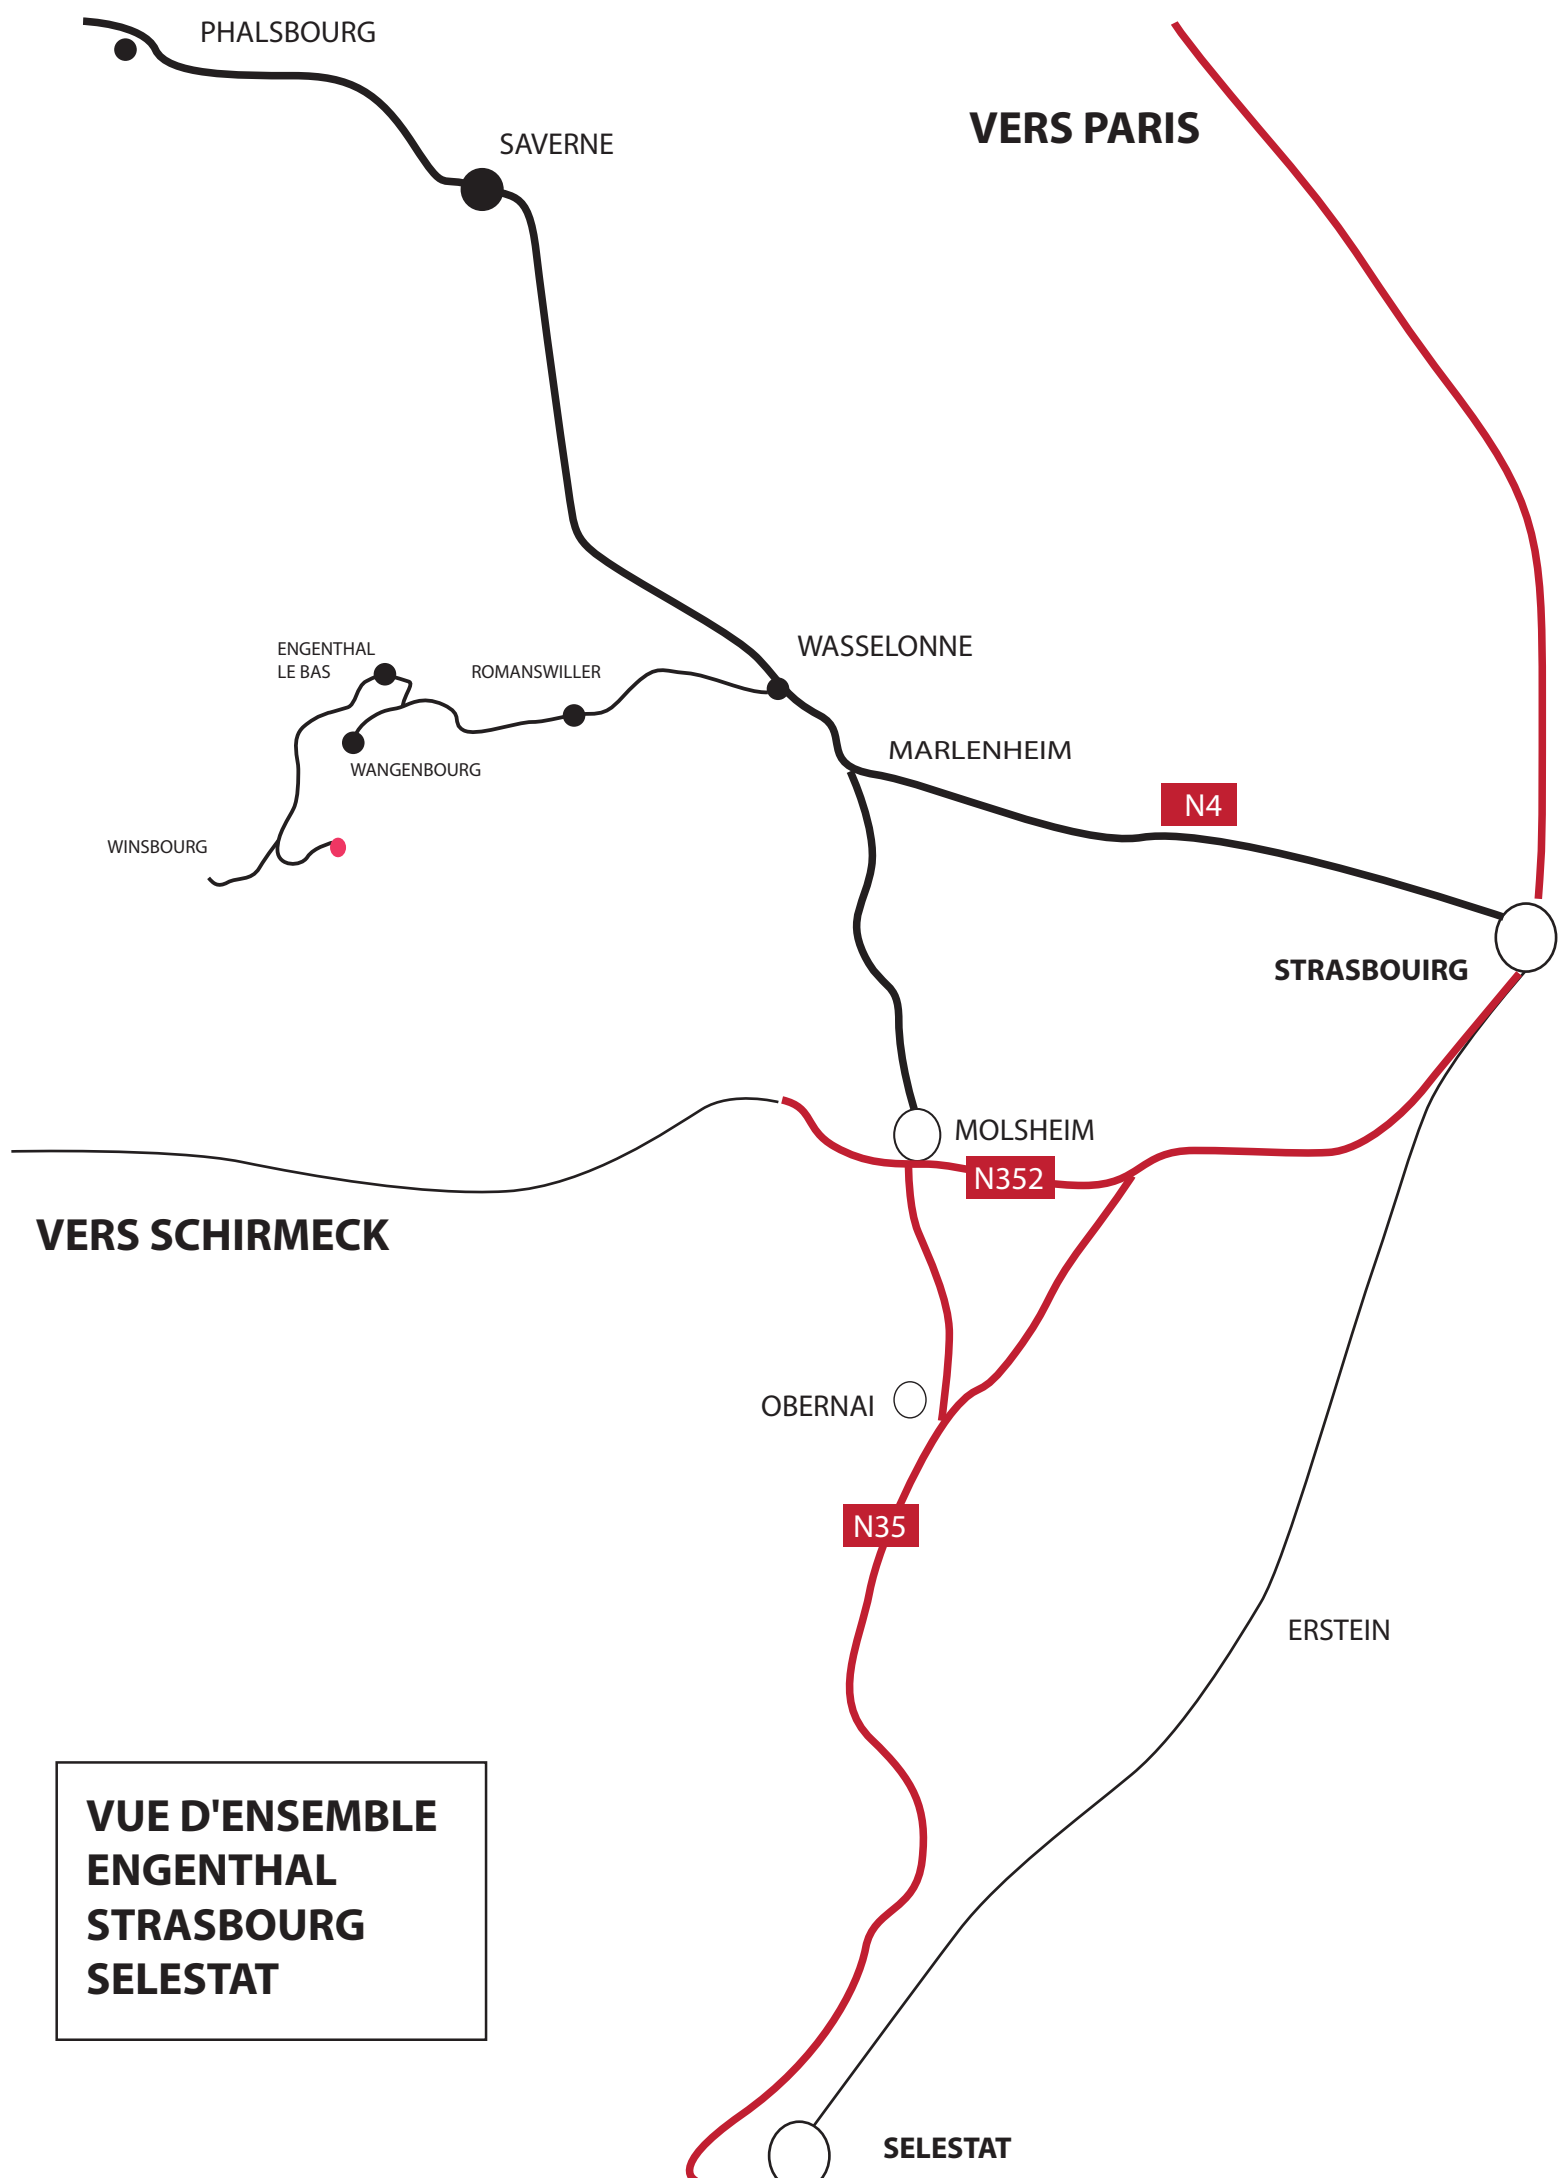 PHALSBOURG
VERS PARIS
SAVERNE
ENGENTHAL
LE BAS
ROMANSWILLER
WASSELONNE
MARLENHEIM
WANGENBOURG
N4
WINSBOURG
STRASBOUIRG
MOLSHEIM
N352
VERS SCHIRMECK
OBERNAI
N35
ERSTEIN
VUE D'ENSEMBLE
ENGENTHAL
STRASBOURG
SELESTAT
SELESTAT